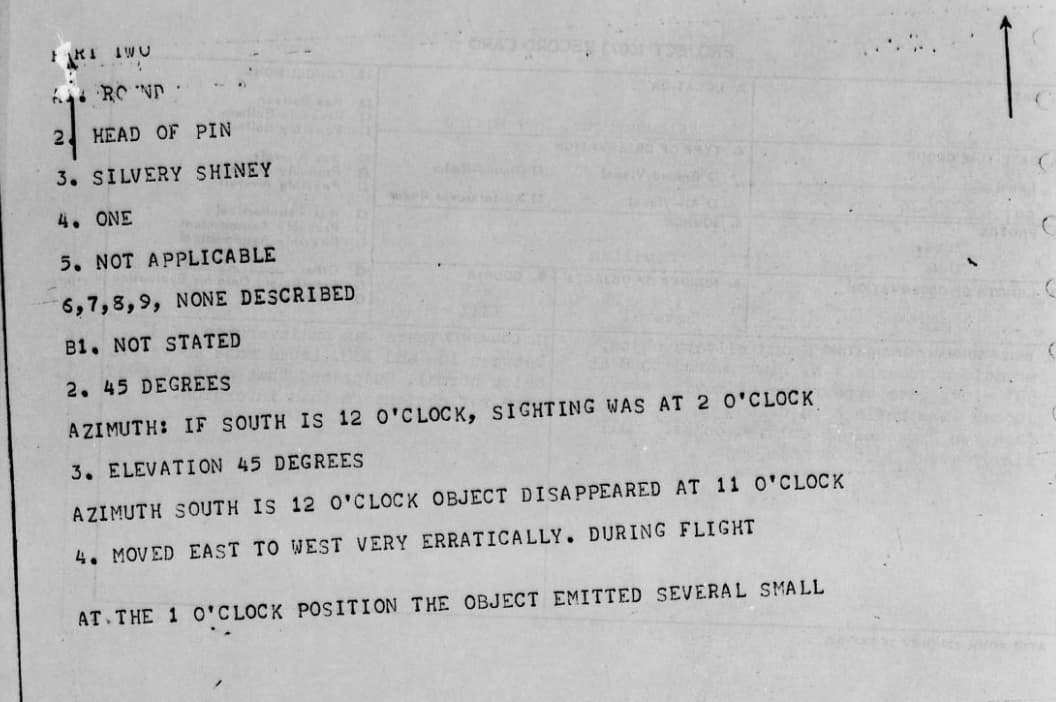 PART TWO
ROUND
2. HEAD OF PIN
3. SILVERY SHINEY
4. ONE
5. NOT APPLICABLE
6,7,8,9, NONE DESCRIBED
B1. NOT STATED
2. 45 DEGREES
AZIMUTH: IF SOUTH IS 12 O'CLOCK, SIGHTING WAS AT 2 O'CLOCK
3. ELEVATION 45 DEGREES
AZIMUTH SOUTH IS 12 O'CLOCK OBJECT DISAPPEARED AT 11 O'CLOCK
4. MOVED EAST TO WEST VERY ERRATICALLY. DURING FLIGHT
AT THE 1 O'CLOCK POSITION THE OBJECT EMITTED SEVERAL SMALL